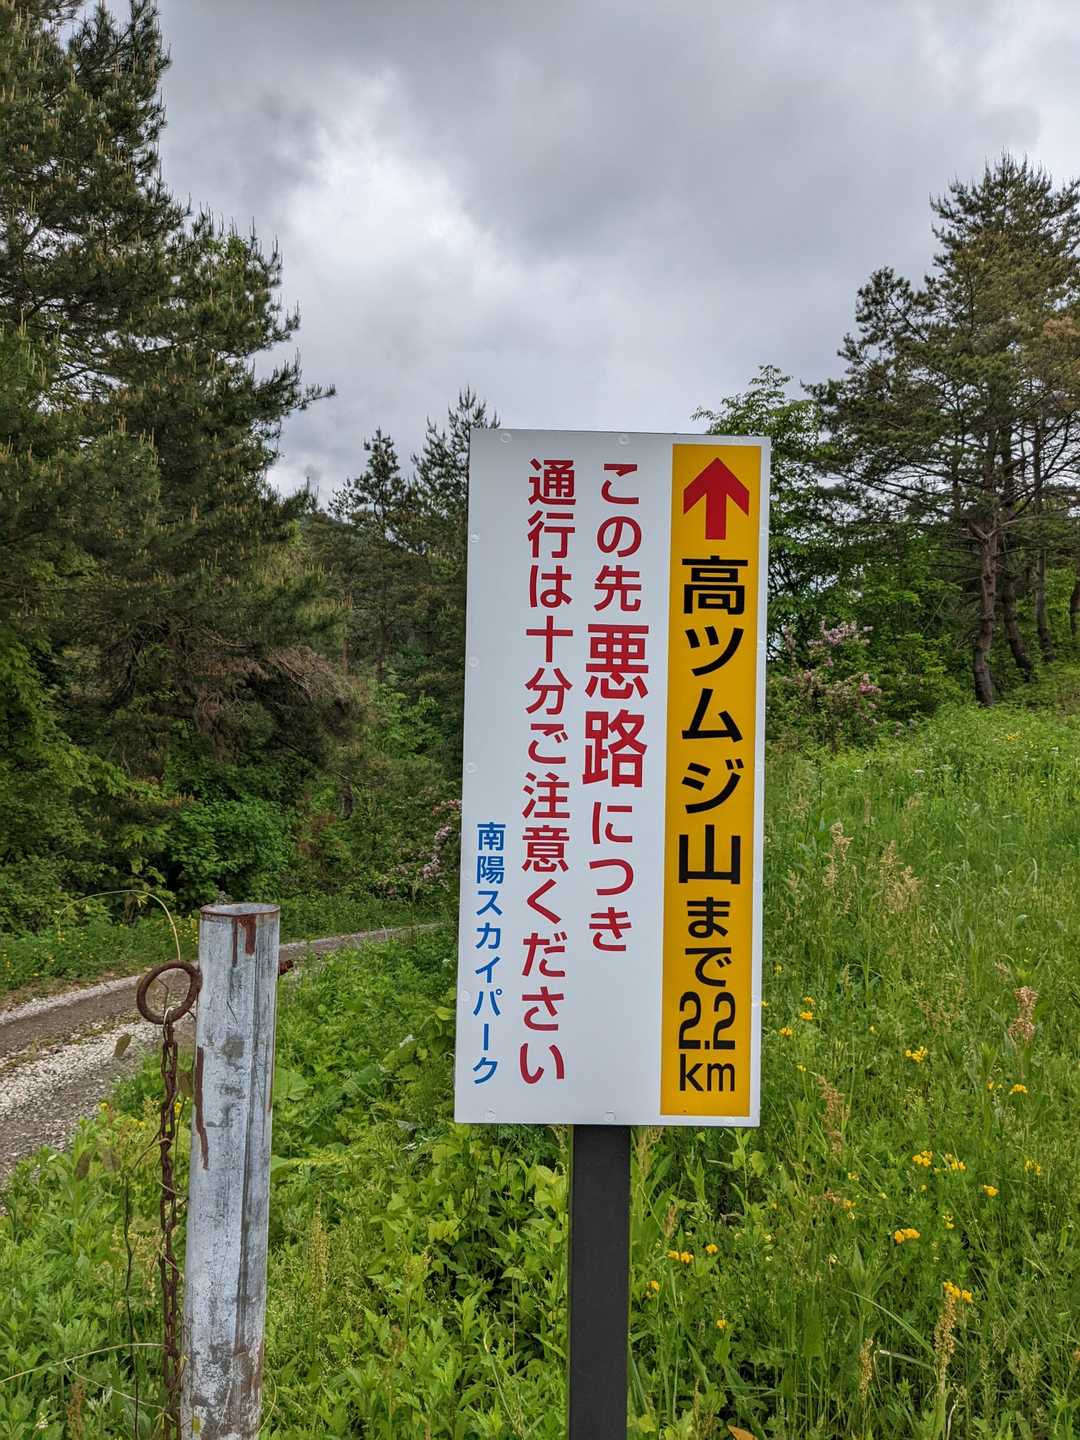 ↑高ツムジ山まで2.2km
この先悪路につき
通行は十分ご注意ください
南陽スカイパーク